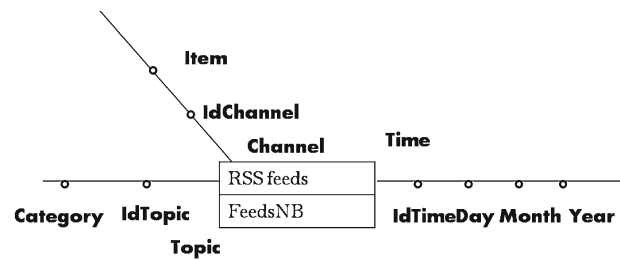 Item
IdChannel
Channel
Time
RSS feeds
FeedsNB
Category
IdTopic
Topic
IdTimeDay Month Year